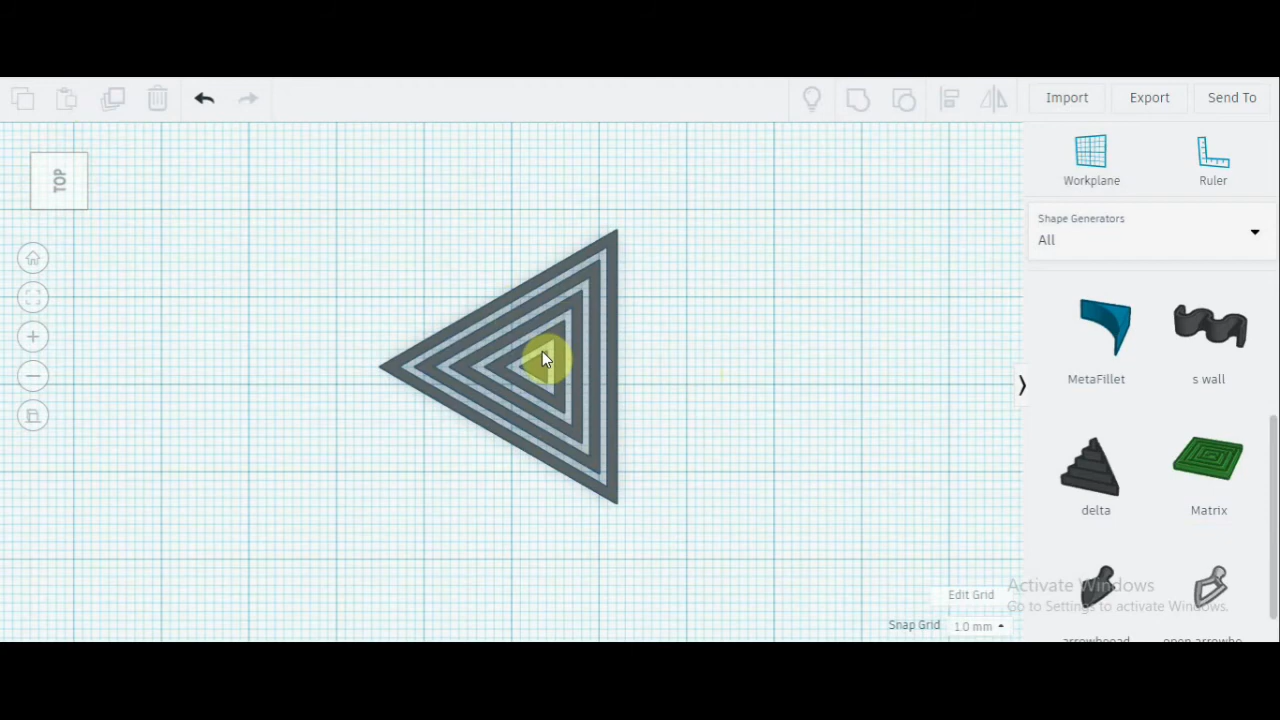 Import Export Send To
TOP
Workplane Ruler
Shape Generators
All
MetaFillet s wall
delta Matrix
Activate Windows
Go to Settings to activate Windows.
Edit Grid
Snap Grid 1.0 mm